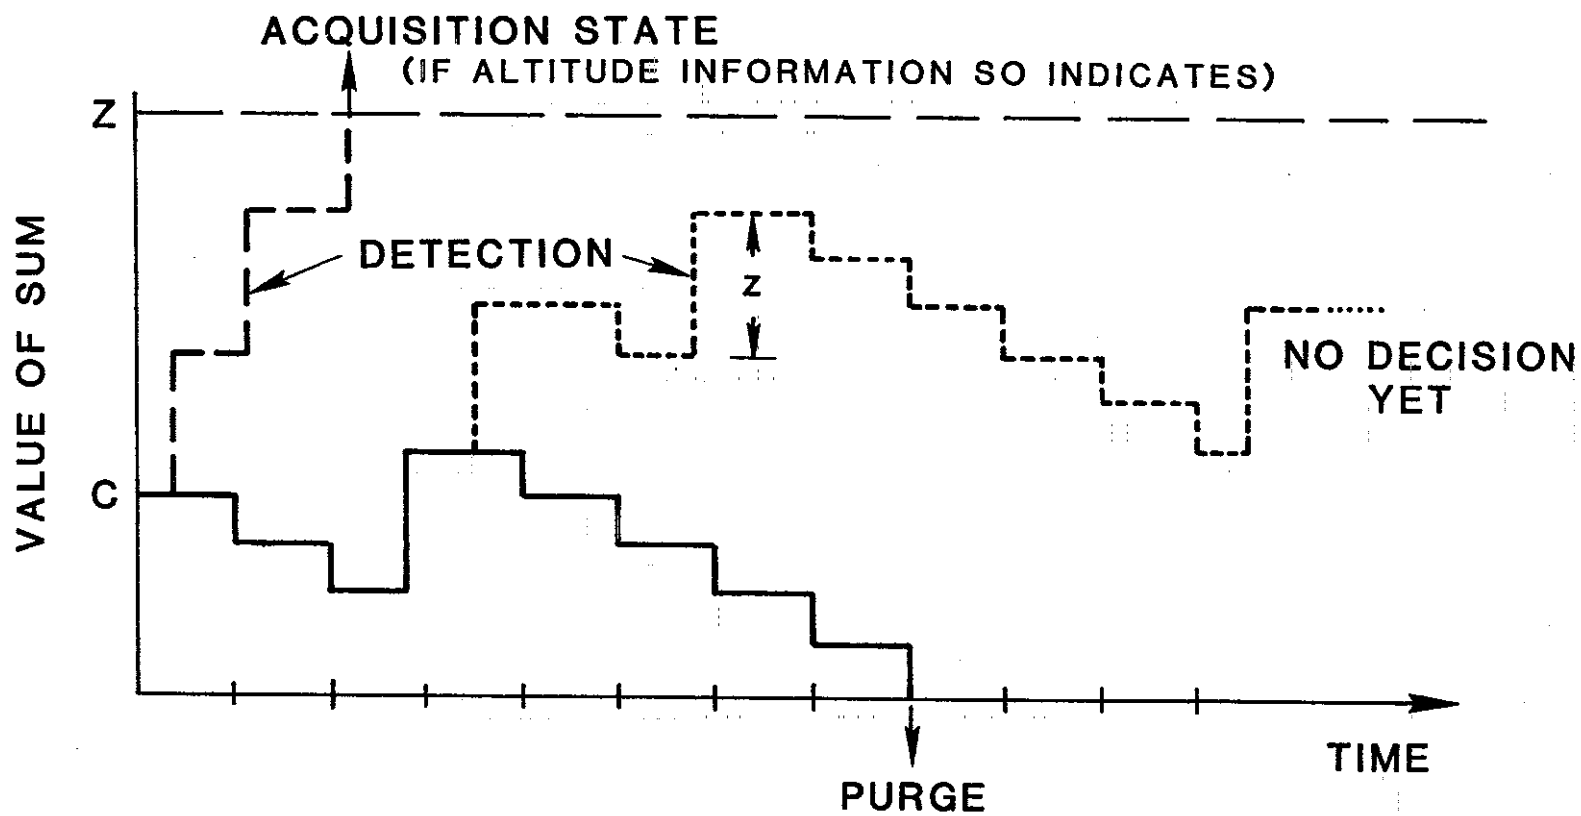 ACQUISITION STATE
(IF ALTITUDE INFORMATION SO INDICATES)
Z
DETECTION
z
NO DECISION
YET
C
VALUE OF SUM
TIME
PURGE